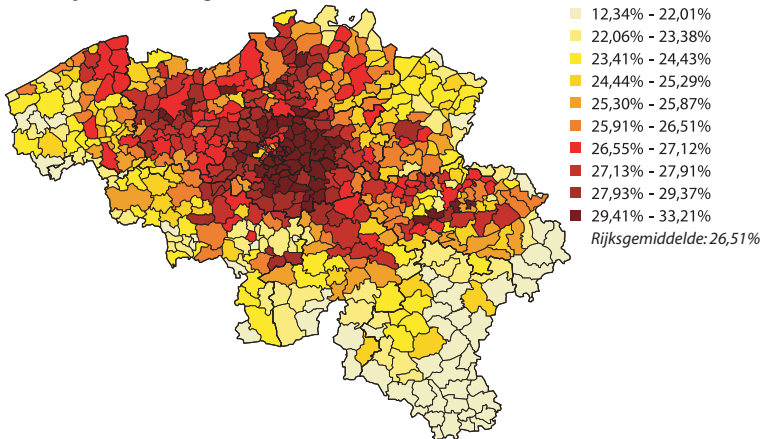 12,34% - 22,01%
22,06% - 23,38%
23,41% - 24,43%
24,44% - 25,29%
25,30% - 25,87%
25,91% - 26,51%
26,55% - 27,12%
27,13% - 27,91%
27,93% - 29,37%
29,41% - 33,21%
Rijksgemiddelde: 26,51%